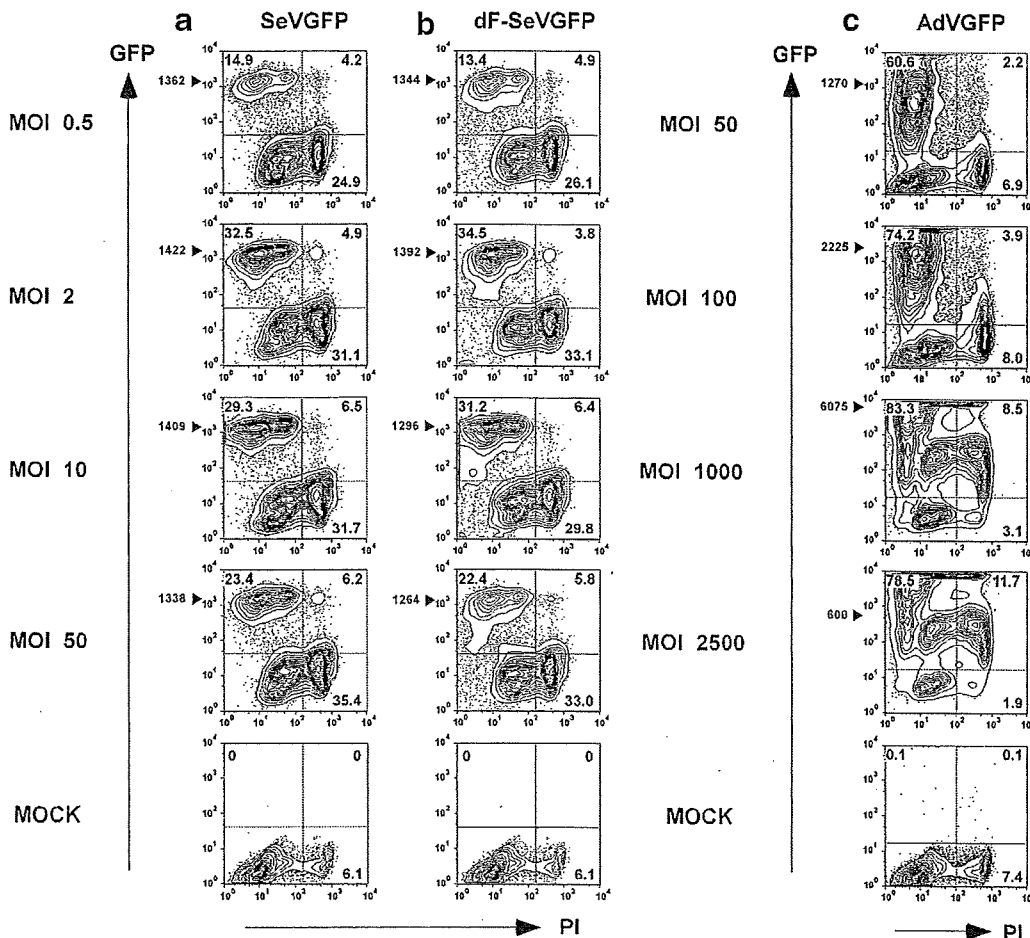 a SeVGFP b dF-SeVGFP c AdVGFP
GFP
MOI 0.5
1362
14.9 4.2
24.9
1344
13.4 4.9
26.1
MOI 50
1270
60.6 2.2
6.9
MOI 2
1422
32.5 4.9
31.1
1392
34.5 3.8
33.1
MOI 100
2225
74.2 3.9
8.0
MOI 10
1409
29.3 6.5
31.7
1296
31.2 6.4
29.8
MOI 1000
6075
83.3 8.5
3.1
MOI 50
1338
23.4 6.2
35.4
1264
22.4 5.8
33.0
MOI 2500
78.5 11.7
1.9
MOCK
0 0
6.1
0 0
6.1
MOCK
0.1 0.1
7.4
10⁰ 10¹ 10² 10³ 10⁴
PI
GFP
PI